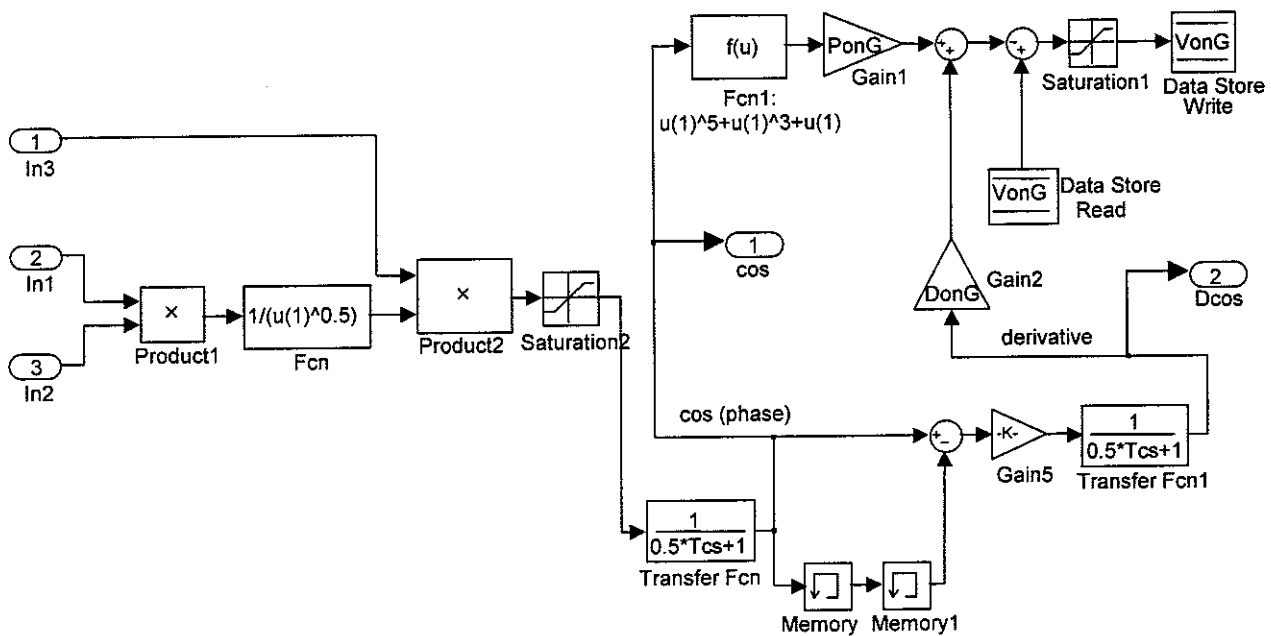 f(u)
Fcn1:
u(1)^5+u(1)^3+u(1)
PonG
Gain1
+
+
-
+
Saturation1
VonG
Data Store
Write
1
In3
VonG
Data Store
Read
2
In1
×
Product1
1/(u(1)^0.5)
Fcn
×
Product2
Saturation2
1
cos
DonG
Gain2
2
Dcos
3
In2
derivative
cos (phase)
+
-
-K-
Gain5
1
0.5*Tcs+1
Transfer Fcn1
1
0.5*Tcs+1
Transfer Fcn
Memory
Memory1